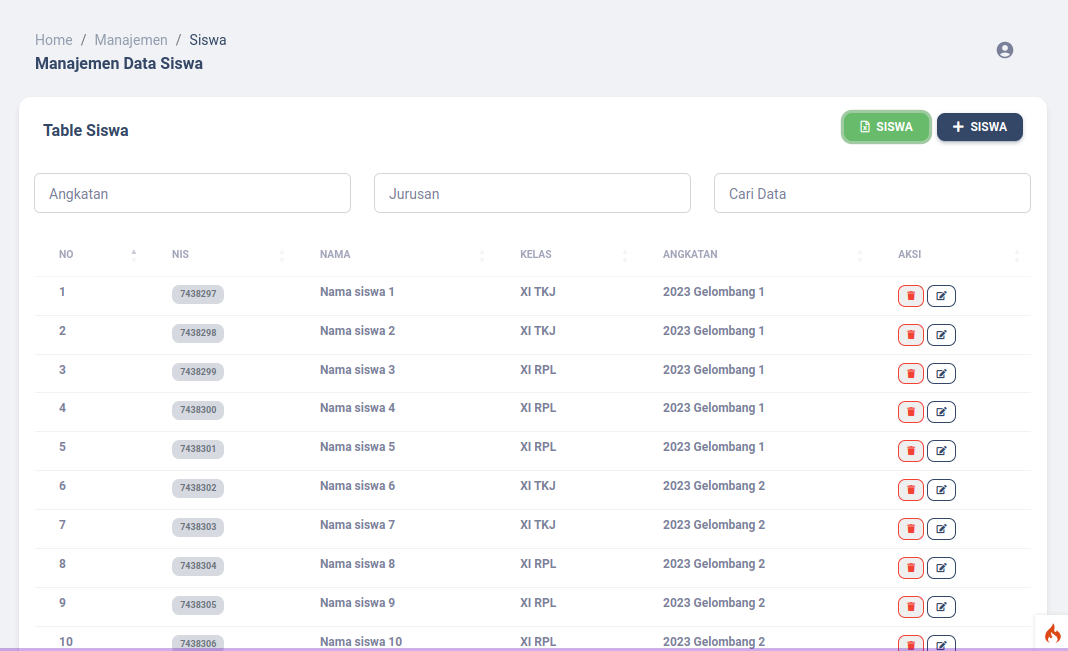 Home / Manajemen / Siswa
Manajemen Data Siswa
Table Siswa
SISWA
+ SISWA
Angkatan
Jurusan
Cari Data
NO NIS NAMA KELAS ANGKATAN AKSI
1 7438297 Nama siswa 1 XI TKJ 2023 Gelombang 1
2 7438298 Nama siswa 2 XI TKJ 2023 Gelombang 1
3 7438299 Nama siswa 3 XI RPL 2023 Gelombang 1
4 7438300 Nama siswa 4 XI RPL 2023 Gelombang 1
5 7438301 Nama siswa 5 XI RPL 2023 Gelombang 1
6 7438302 Nama siswa 6 XI TKJ 2023 Gelombang 2
7 7438303 Nama siswa 7 XI TKJ 2023 Gelombang 2
8 7438304 Nama siswa 8 XI RPL 2023 Gelombang 2
9 7438305 Nama siswa 9 XI RPL 2023 Gelombang 2
10 7438306 Nama siswa 10 XI RPL 2023 Gelombang 2